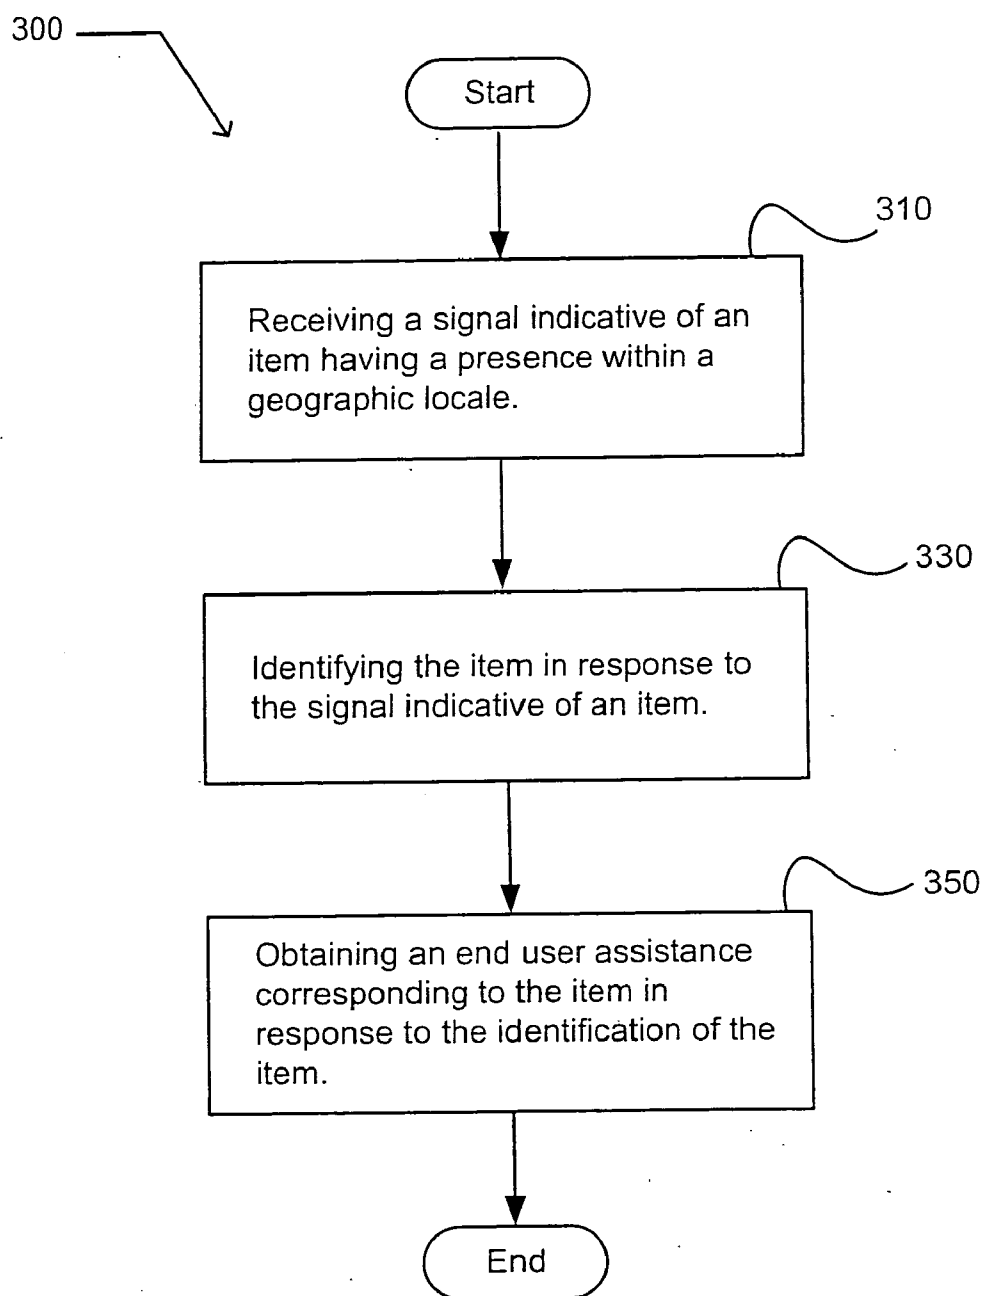 300
Start
310
Receiving a signal indicative of an
item having a presence within a
geographic locale.
330
Identifying the item in response to
the signal indicative of an item.
350
Obtaining an end user assistance
corresponding to the item in
response to the identification of the
item.
End